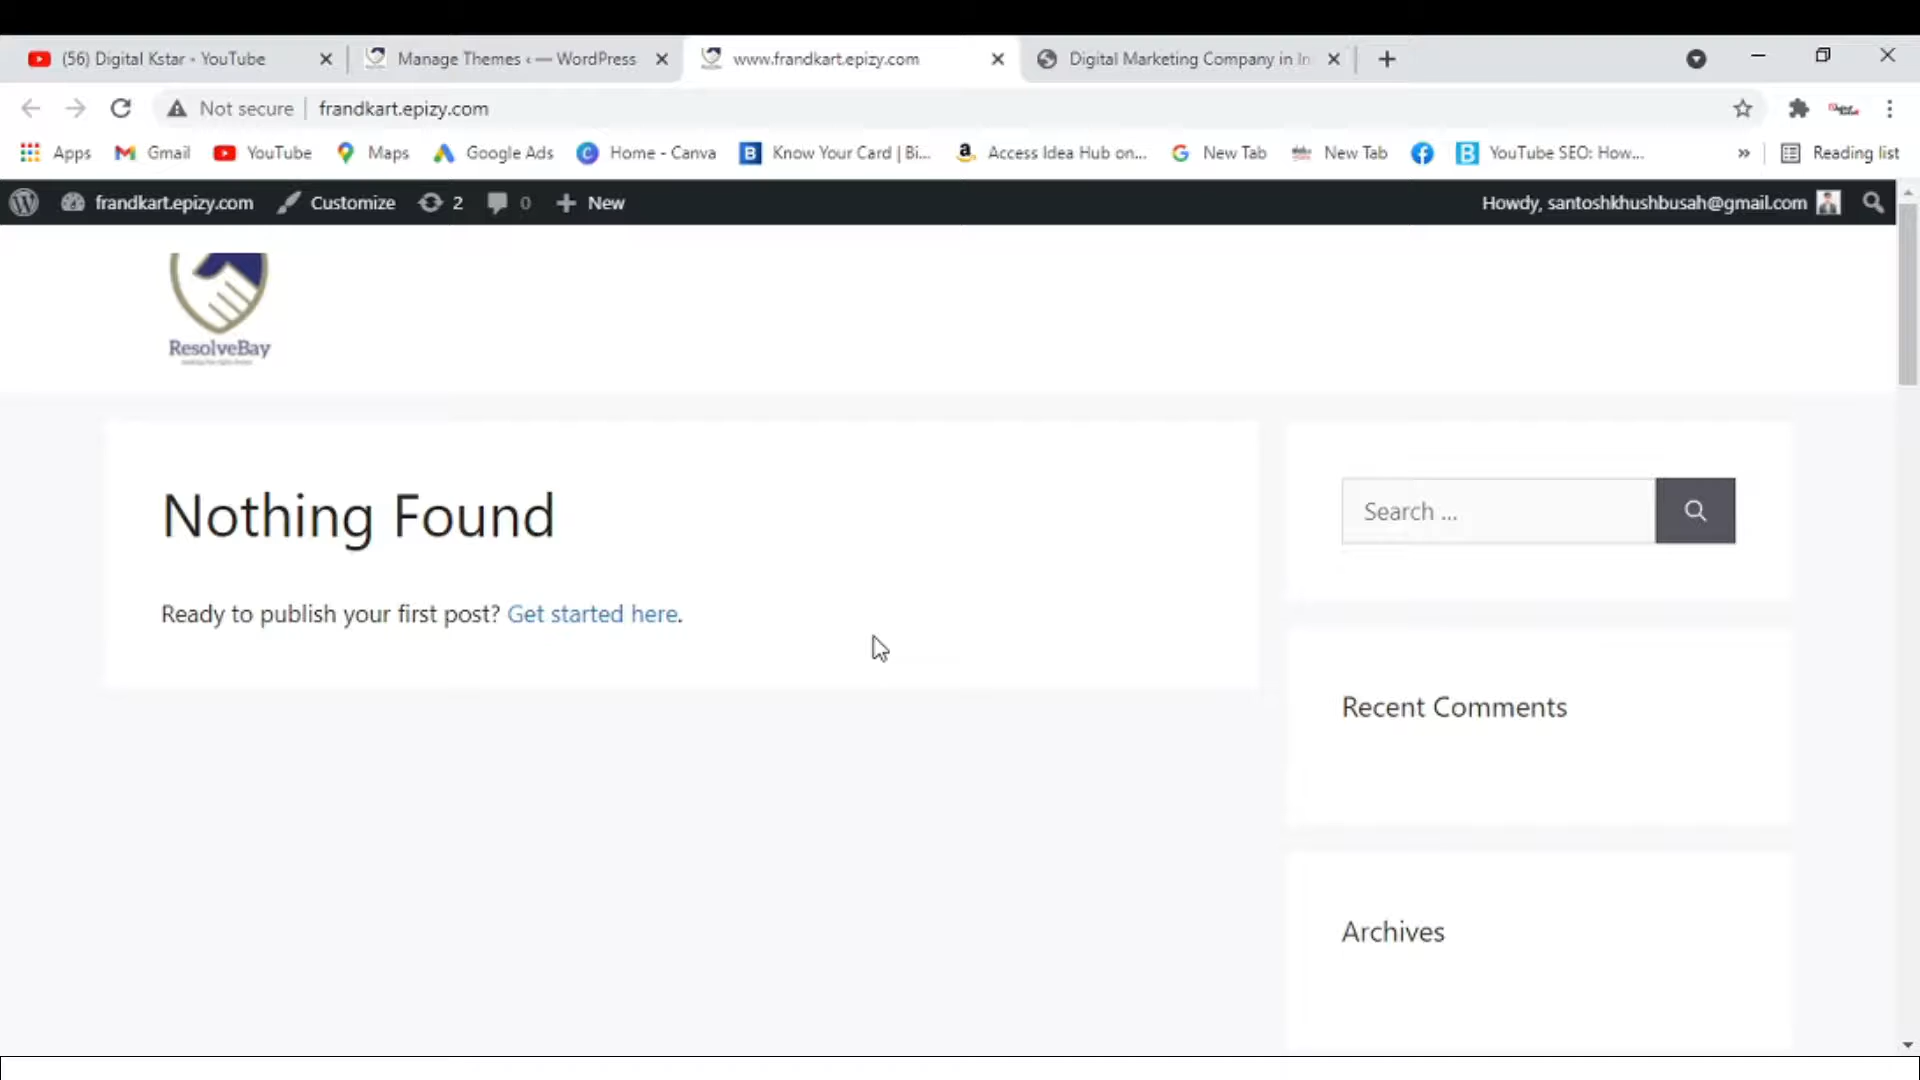 (56) Digital Kstar - YouTube
Manage Themes ‹ — WordPress
www.frandkart.epizy.com
Digital Marketing Company in In
Not secure
frandkart.epizy.com
Apps
Gmail
YouTube
Maps
Google Ads
Home - Canva
Know Your Card | Bi...
Access Idea Hub on...
New Tab
New Tab
YouTube SEO: How...
»
Reading list
frandkart.epizy.com
Customize
2
0
New
Howdy, santoshkhushbusah@gmail.com
ResolveBay
Nothing Found
Ready to publish your first post? Get started here.
Search ...
Recent Comments
Archives